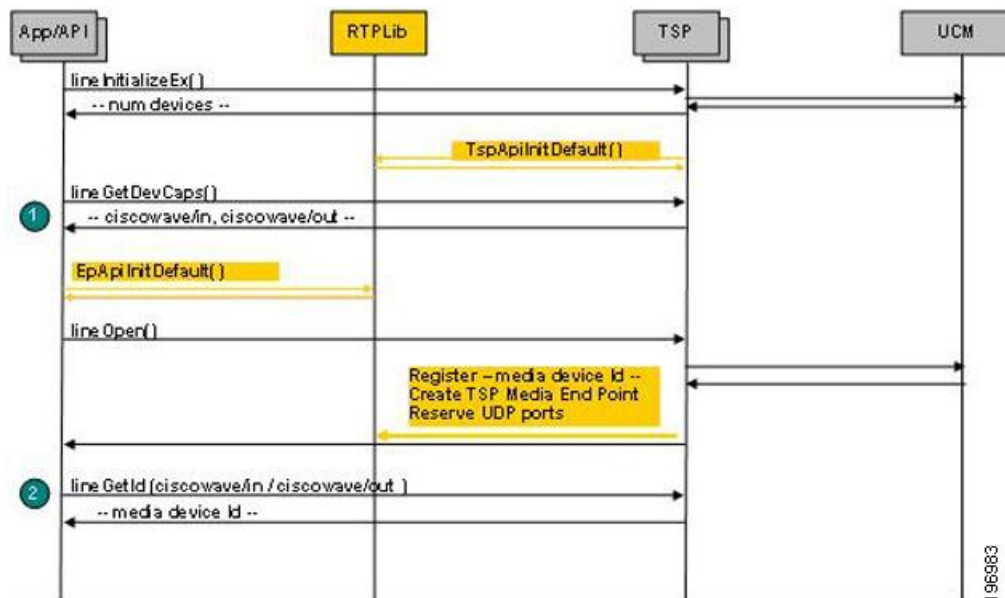 App/API
RTPLib
TSP
UCM
line InitializeEx( )
-- num devices --
TspApiInitDefault( )
line GetDevCaps()
1
-- ciscowave/in, ciscowave/out --
EpApiInitDefault( )
line Open()
Register – media device Id --
Create TSP Media End Point
Reserve UDP ports
2
line GetId (ciscowave/in / ciscowave/out )
-- media device Id --
196983